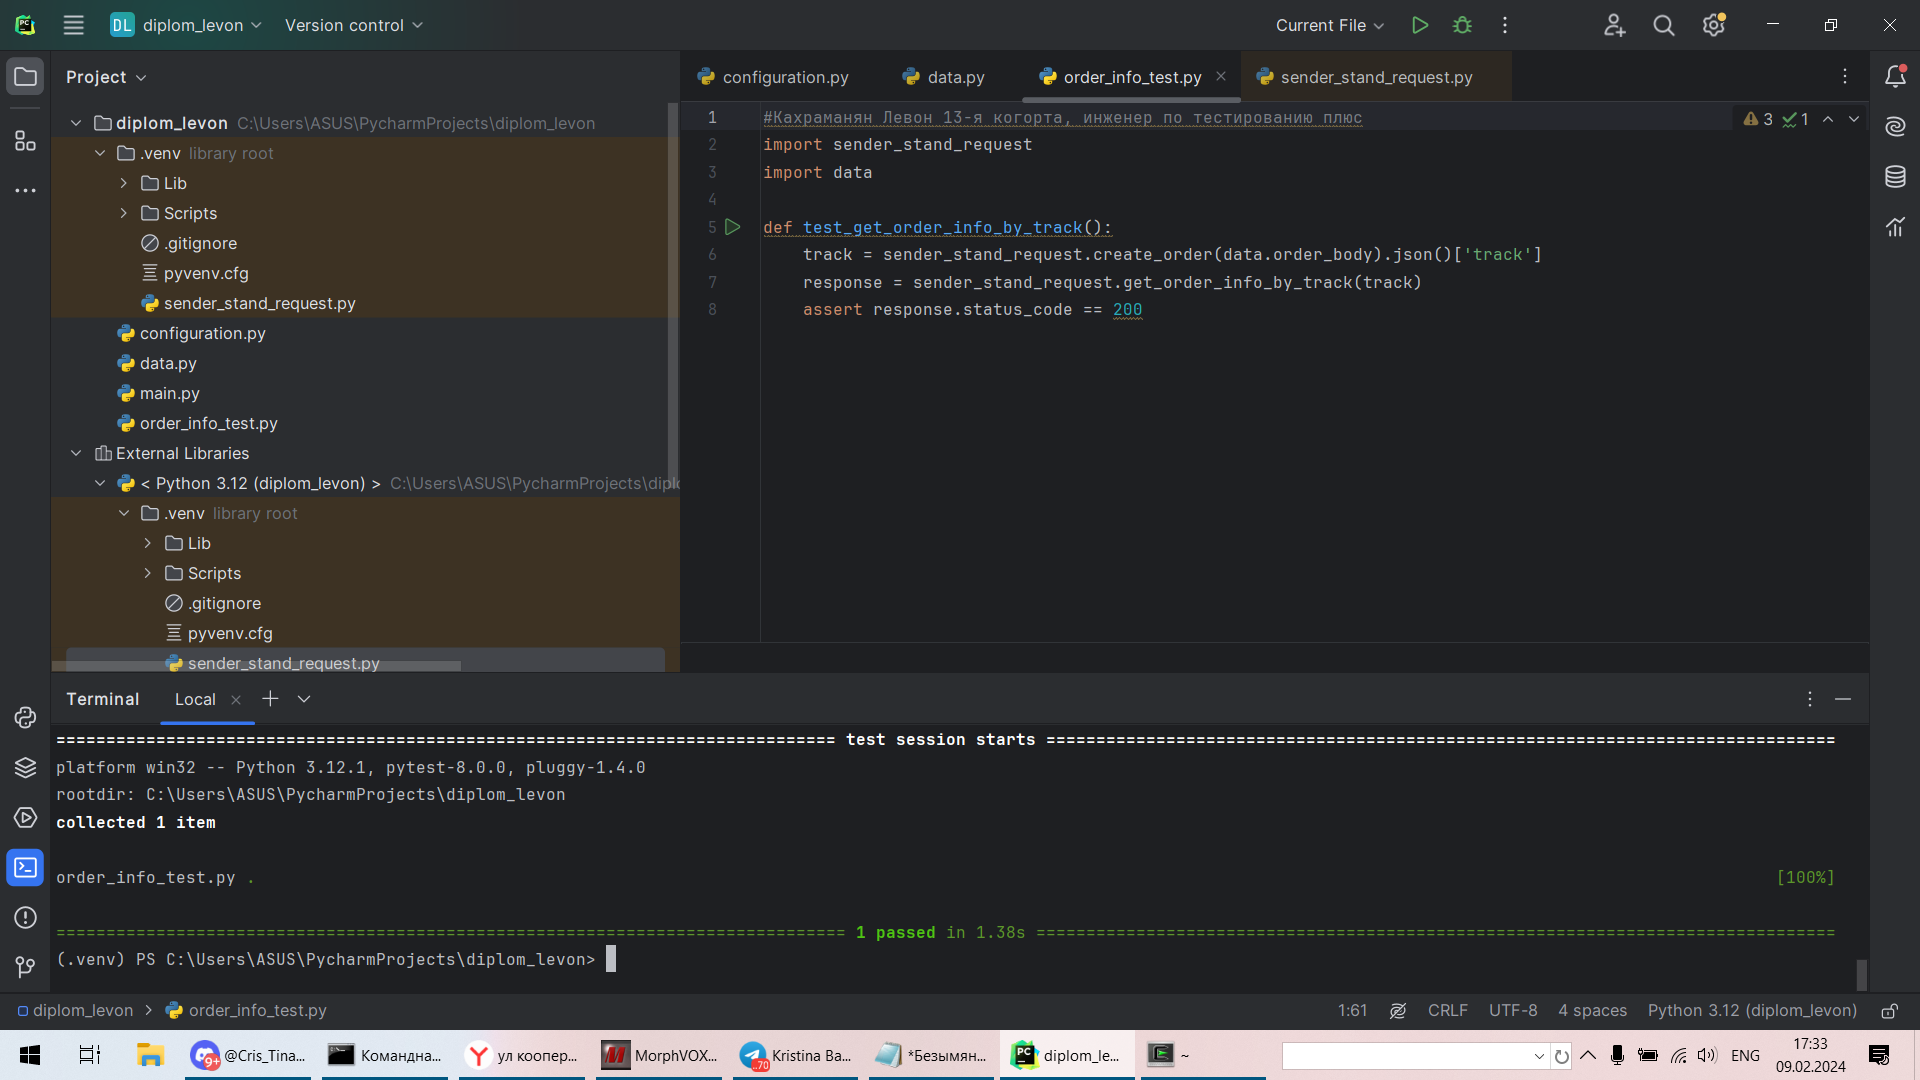 DL diplom_levon Version control Current File
Project
diplom_levon C:\Users\ASUS\PycharmProjects\diplom_levon
.venv library root
Lib
Scripts
.gitignore
pyvenv.cfg
sender_stand_request.py
configuration.py
data.py
main.py
order_info_test.py
External Libraries
< Python 3.12 (diplom_levon) > C:\Users\ASUS\PycharmProjects\dipl
.venv library root
Lib
Scripts
.gitignore
pyvenv.cfg
sender_stand_request.py
configuration.py data.py order_info_test.py sender_stand_request.py
3 1
1 #Кахраманян Левон 13-я когорта, инженер по тестированию плюс
2 import sender_stand_request
3 import data
4
5 def test_get_order_info_by_track():
6 track = sender_stand_request.create_order(data.order_body).json()['track']
7 response = sender_stand_request.get_order_info_by_track(track)
8 assert response.status_code == 200
Terminal Local
============================================================================== test session starts ===============================================================================
platform win32 -- Python 3.12.1, pytest-8.0.0, pluggy-1.4.0
rootdir: C:\Users\ASUS\PycharmProjects\diplom_levon
collected 1 item
order_info_test.py . [100%]
=============================================================================== 1 passed in 1.38s ================================================================================
(.venv) PS C:\Users\ASUS\PycharmProjects\diplom_levon>
diplom_levon > order_info_test.py 1:61 CRLF UTF-8 4 spaces Python 3.12 (diplom_levon)
9+ @Cris_Tina... Командна... ул коопер... MorphVOX... ..70 Kristina Ba... *Безымян... PC diplom_le... ~ ENG 17:33
09.02.2024